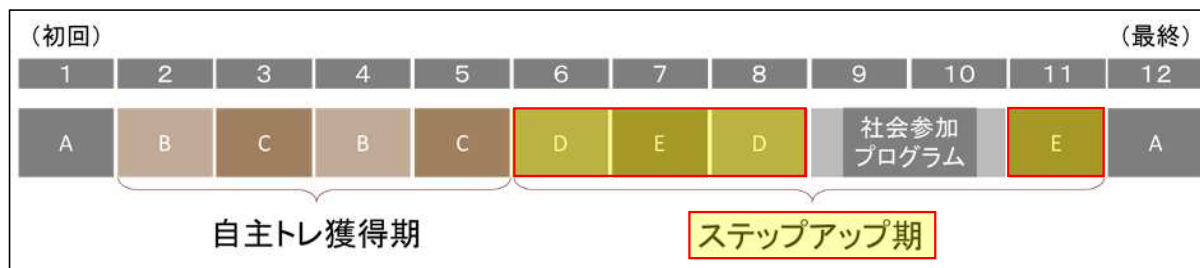 （初回）
（最終）
1 2 3 4 5 6 7 8 9 10 11 12
A B C B C D E D 社会参加 E A
プログラム
自主トレ獲得期
ステップアップ期